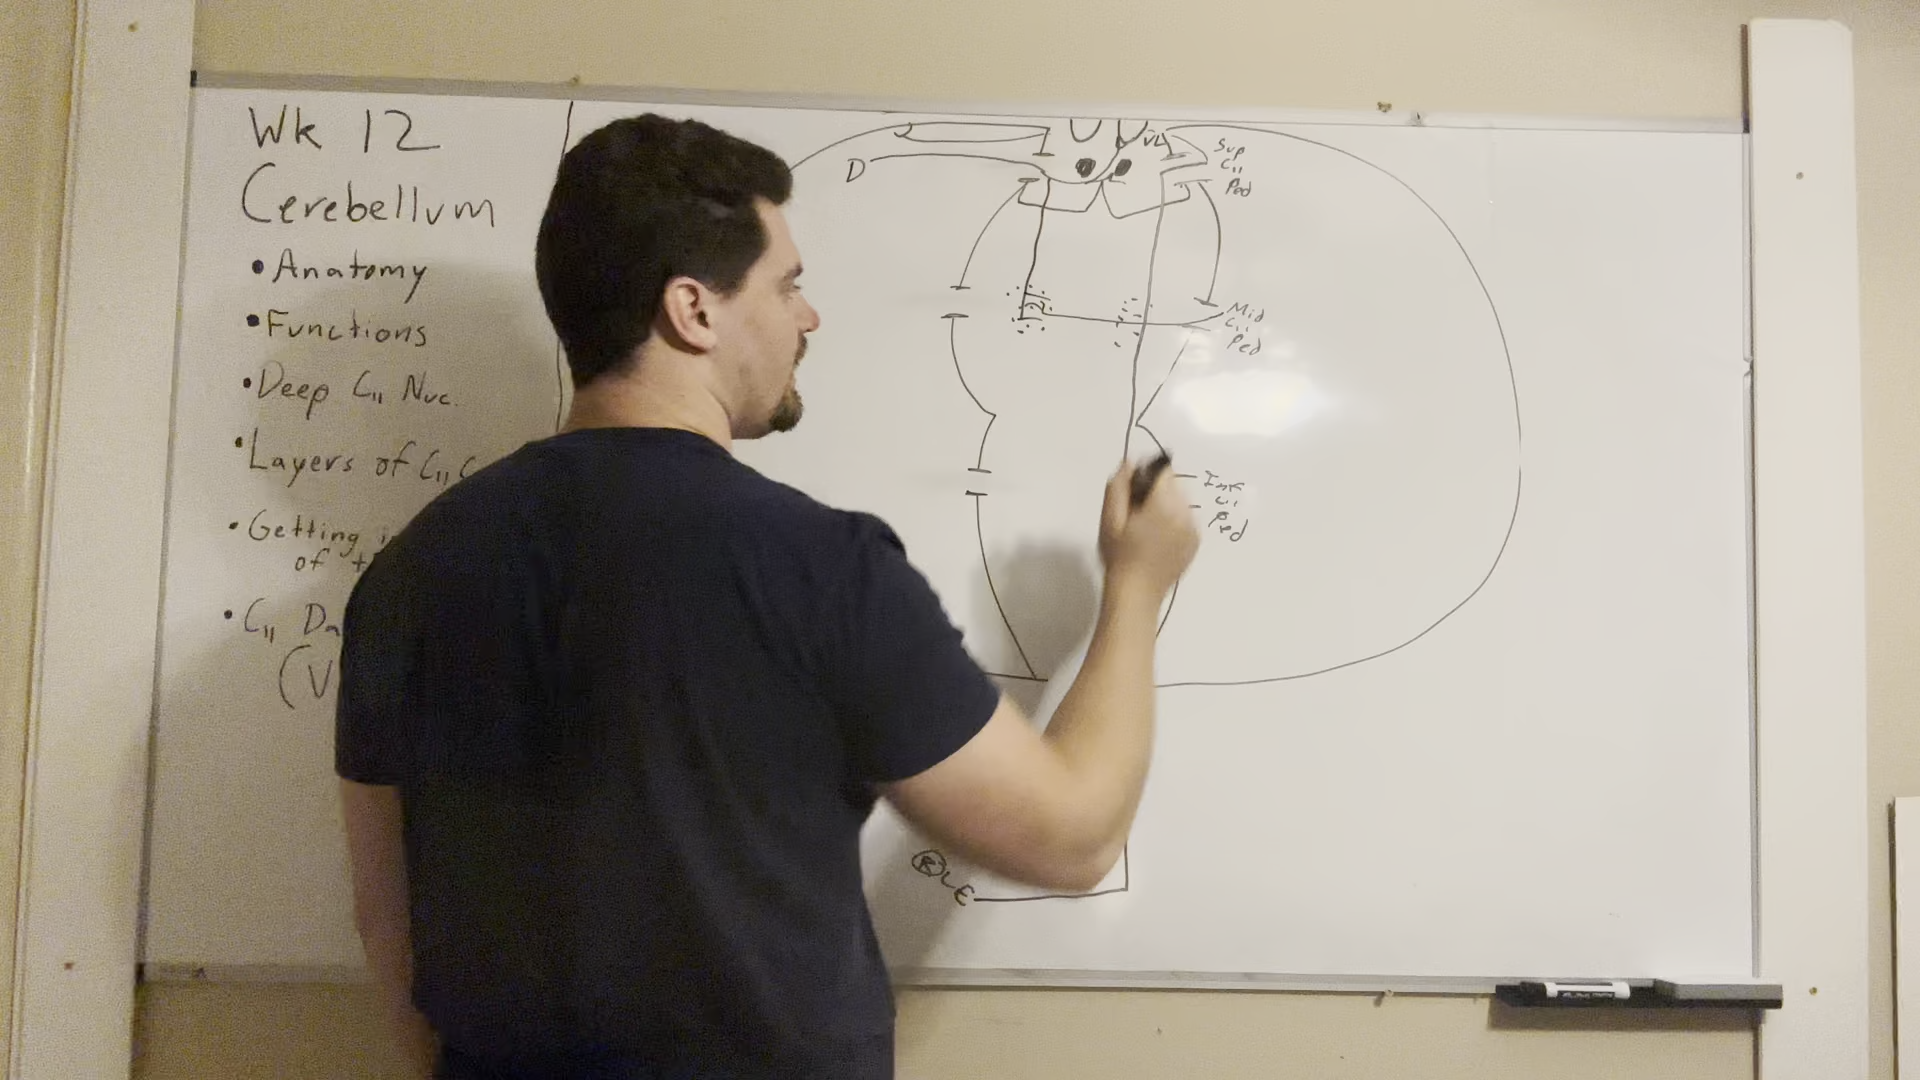 Wk 12
Cerebellum
• Anatomy
• Functions
• Deep C₁₁ Nuc.
• Layers of C₁₁ C
• Getting i
of t
• C₁₁ Da
(V
D
VL
Sup
C₁₁
Ped
Mid
C₁₁
Ped
Inf
C₁₁
Ped
Ⓡ LE